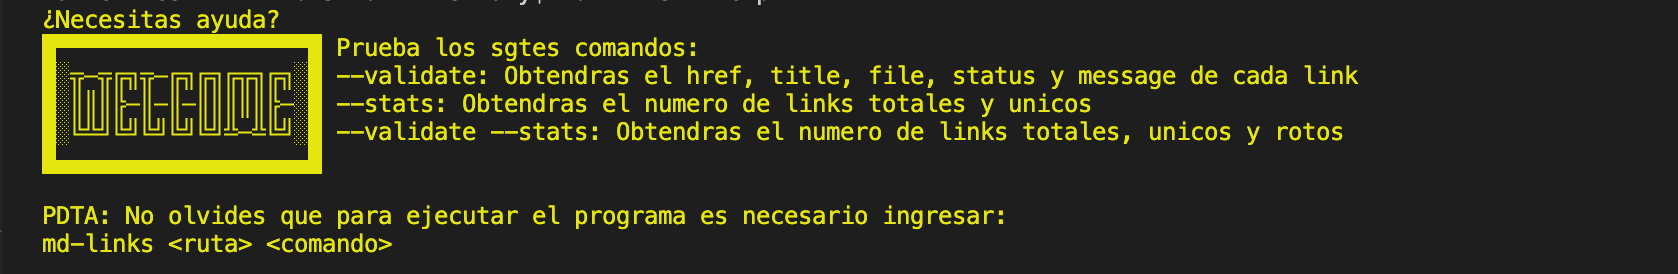 ¿Necesitas ayuda?
WELCOME
Prueba los sgtes comandos:
--validate: Obtendras el href, title, file, status y message de cada link
--stats: Obtendras el numero de links totales y unicos
--validate --stats: Obtendras el numero de links totales, unicos y rotos
PDTA: No olvides que para ejecutar el programa es necesario ingresar:
md-links <ruta> <comando>